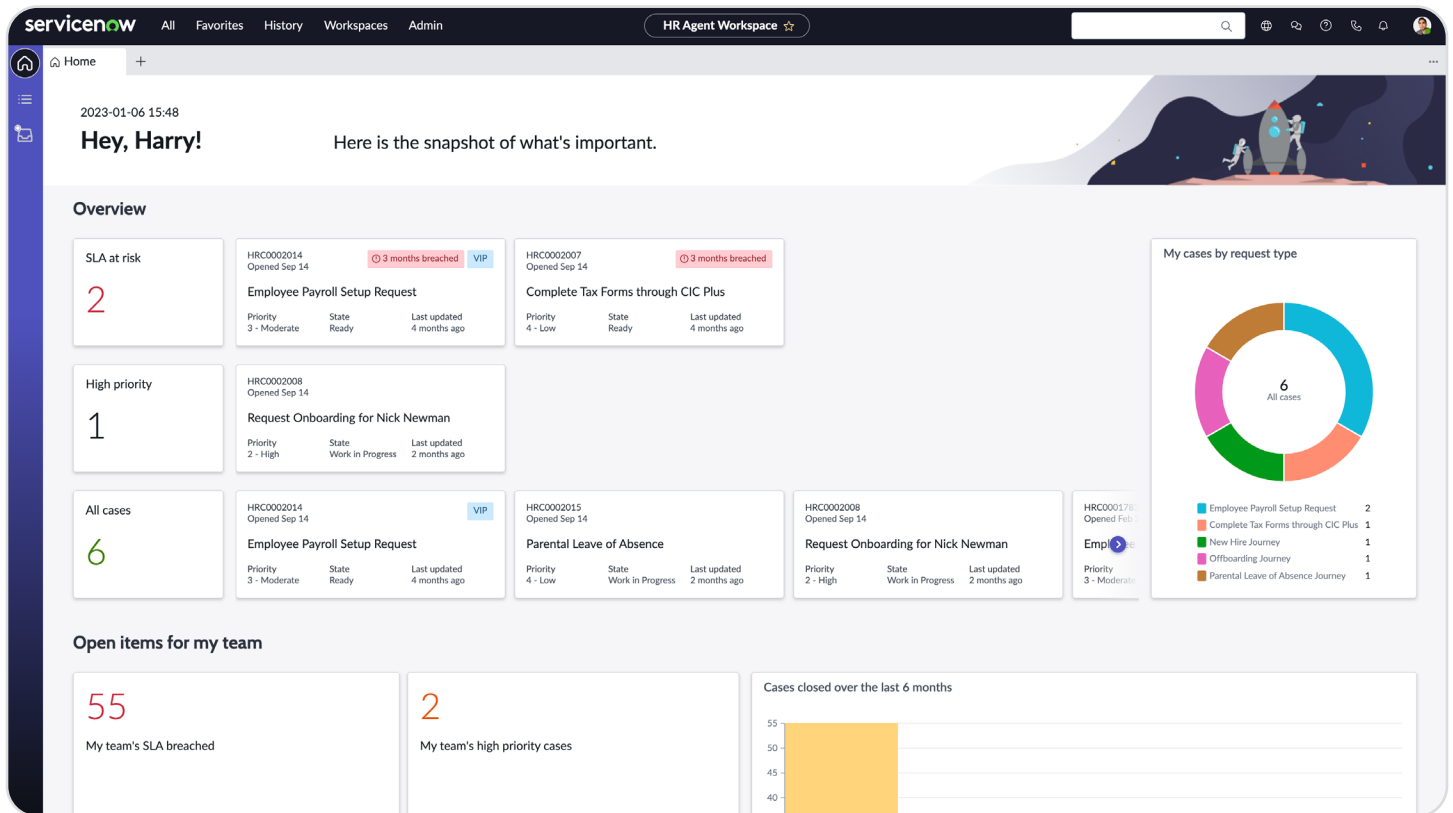 servicenow
All Favorites History Workspaces Admin
HR Agent Workspace
Home
2023-01-06 15:48
Hey, Harry!
Here is the snapshot of what's important.
Overview
SLA at risk
2
HRC0002014
Opened Sep 14
3 months breached
VIP
Employee Payroll Setup Request
Priority State Last updated
3 - Moderate Ready 4 months ago
HRC0002007
Opened Sep 14
3 months breached
Complete Tax Forms through CIC Plus
Priority State Last updated
4 - Low Ready 4 months ago
High priority
1
HRC0002008
Opened Sep 14
Request Onboarding for Nick Newman
Priority State Last updated
2 - High Work in Progress 2 months ago
All cases
6
HRC0002014
Opened Sep 14
VIP
Employee Payroll Setup Request
Priority State Last updated
3 - Moderate Ready 4 months ago
HRC0002015
Opened Sep 14
Parental Leave of Absence
Priority State Last updated
4 - Low Work in Progress 2 months ago
HRC0002008
Opened Sep 14
Request Onboarding for Nick Newman
Priority State Last updated
2 - High Work in Progress 2 months ago
Opened Feb
Priority
3 - Moderate
My cases by request type
6
All cases
Employee Payroll Setup Request 2
Complete Tax Forms through CIC Plus 1
New Hire Journey 1
Offboarding Journey 1
Parental Leave of Absence Journey 1
Open items for my team
55
My team's SLA breached
2
My team's high priority cases
Cases closed over the last 6 months
55
50
45
40